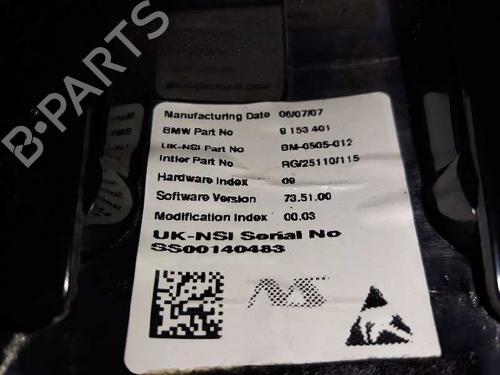 Manufacturing Date 06/07/07
BMW Part No 9 153 401
UK-NSI Part No BM-0505-012
Intier Part No RG/25110/115
Hardware Index 09
Software Version 73.51.00
Modification Index 00.03
UK-NSI Serial No
SS00140483
NS
B-PARTS